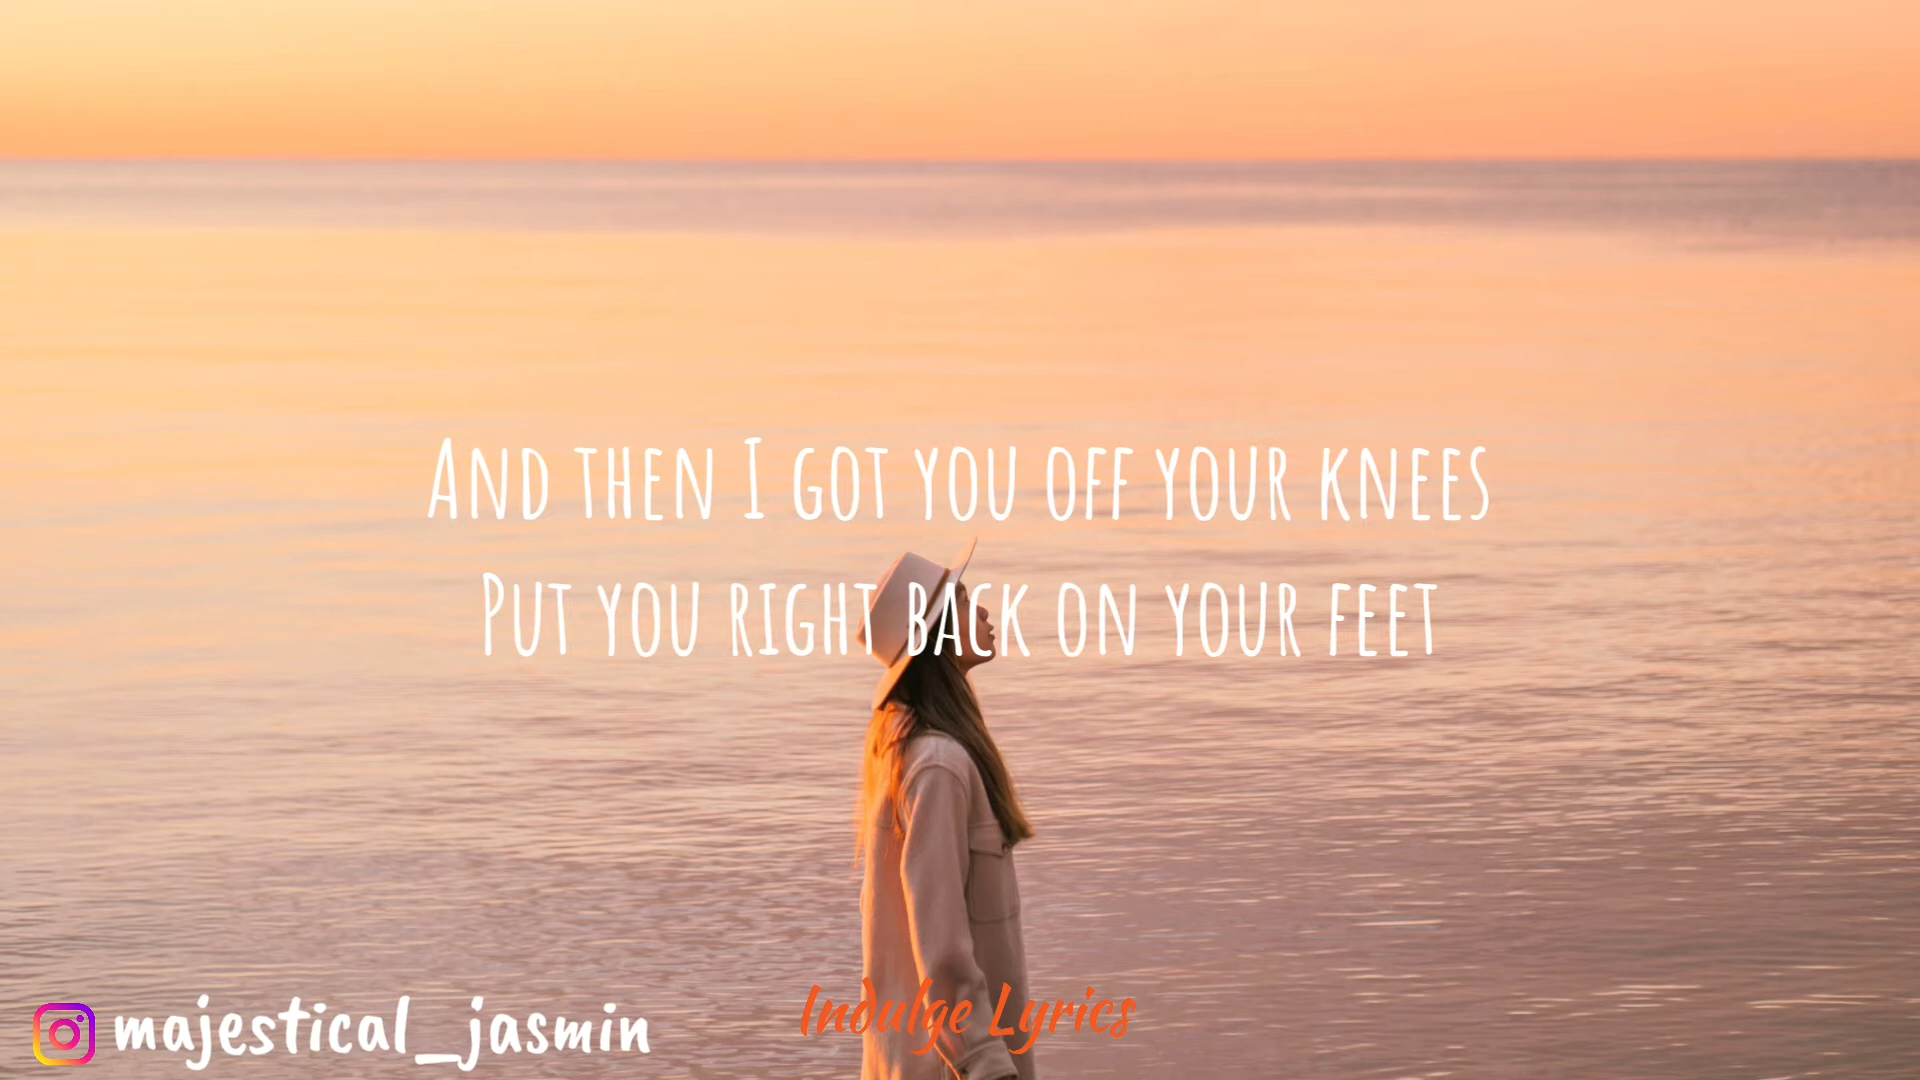 And then I got you off your knees
Put you right back on your feet
majestical_jasmin
Indulge Lyrics